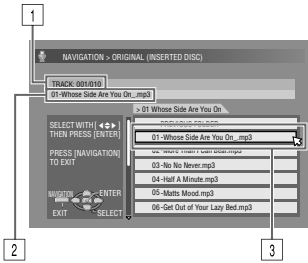 1
NAVIGATION > ORIGINAL (INSERTED DISC)
TRACK: 001/010
01-Whose Side Are You On_.mp3
> 01 Whose Side Are You On
PREVIOUS FOLDER
SELECT WITH [◄♦►]
THEN PRESS [ENTER]
PRESS [NAVIGATION]
TO EXIT
01-Whose Side Are You On_.mp3
02-More Than I Can Bear.mp3
03-No No Never.mp3
04-Half A Minute.mp3
05-Matts Mood.mp3
06-Get Out of Your Lazy Bed.mp3
NAVIGATION
ENTER
EXIT
SELECT
2
3